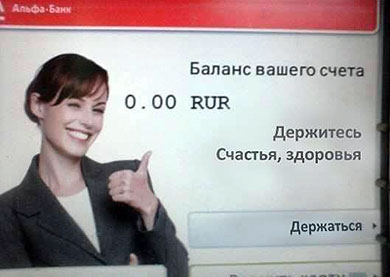 Альфа-Банк
Баланс вашего счета
0.00 RUR
Держитесь
Счастья, здоровья
Держаться